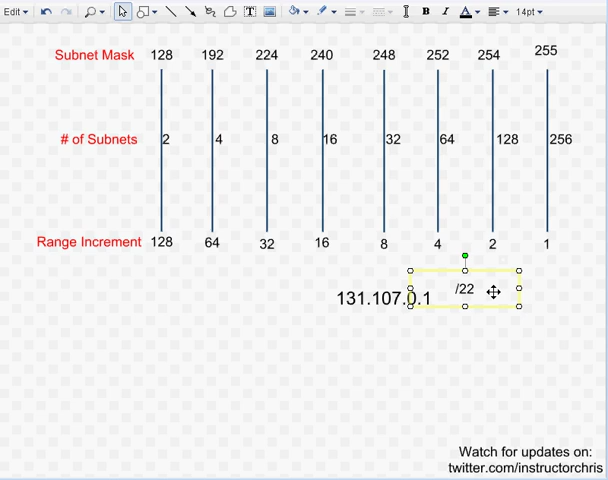 Edit T B I A 14pt
Subnet Mask 128 192 224 240 248 252 254 255
# of Subnets 2 4 8 16 32 64 128 256
Range Increment 128 64 32 16 8 4 2 1
/22
131.107.0.1
Watch for updates on:
twitter.com/instructorchris